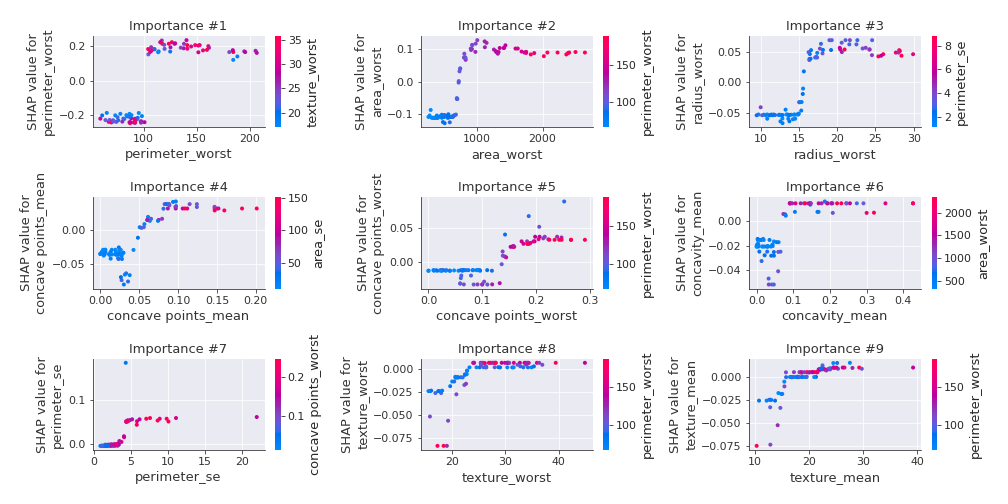 Importance #1
SHAP value for
perimeter_worst
0.2
0.0
−0.2
100
150
200
perimeter_worst
35
30
25
20
texture_worst
Importance #2
SHAP value for
area_worst
0.1
0.0
−0.1
1000
2000
area_worst
150
100
perimeter_worst
Importance #3
SHAP value for
radius_worst
0.05
0.00
−0.05
10
15
20
25
30
radius_worst
8
6
4
2
perimeter_se
Importance #4
SHAP value for
concave points_mean
0.00
−0.05
0.00
0.05
0.10
0.15
0.20
concave points_mean
150
100
50
area_se
Importance #5
SHAP value for
concave points_worst
0.05
0.00
0.0
0.1
0.2
0.3
concave points_worst
150
100
perimeter_worst
Importance #6
SHAP value for
concavity_mean
0.00
−0.02
−0.04
0.0
0.1
0.2
0.3
0.4
concavity_mean
2000
1500
1000
500
area_worst
Importance #7
SHAP value for
perimeter_se
0.1
0.0
0
5
10
15
20
perimeter_se
0.2
0.1
concave points_worst
Importance #8
SHAP value for
texture_worst
0.000
−0.025
−0.050
−0.075
20
30
40
texture_worst
150
100
perimeter_worst
Importance #9
SHAP value for
texture_mean
0.000
−0.025
−0.050
−0.075
10
20
30
40
texture_mean
150
100
perimeter_worst